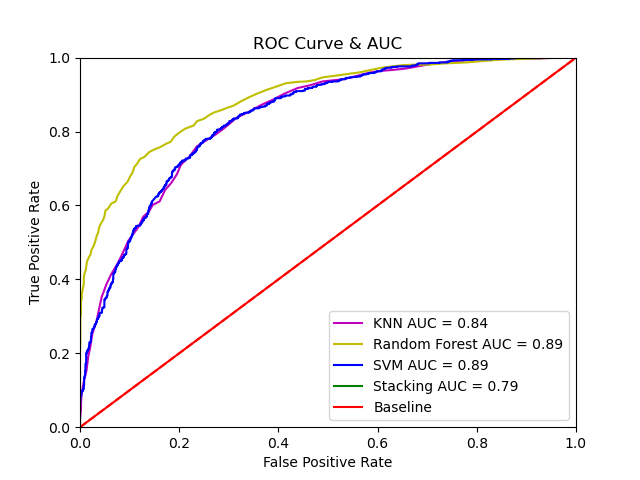 ROC Curve & AUC
1.0
0.8
0.6
0.4
0.2
0.0
True Positive Rate
KNN AUC = 0.84
Random Forest AUC = 0.89
SVM AUC = 0.89
Stacking AUC = 0.79
Baseline
0.0 0.2 0.4 0.6 0.8 1.0
False Positive Rate